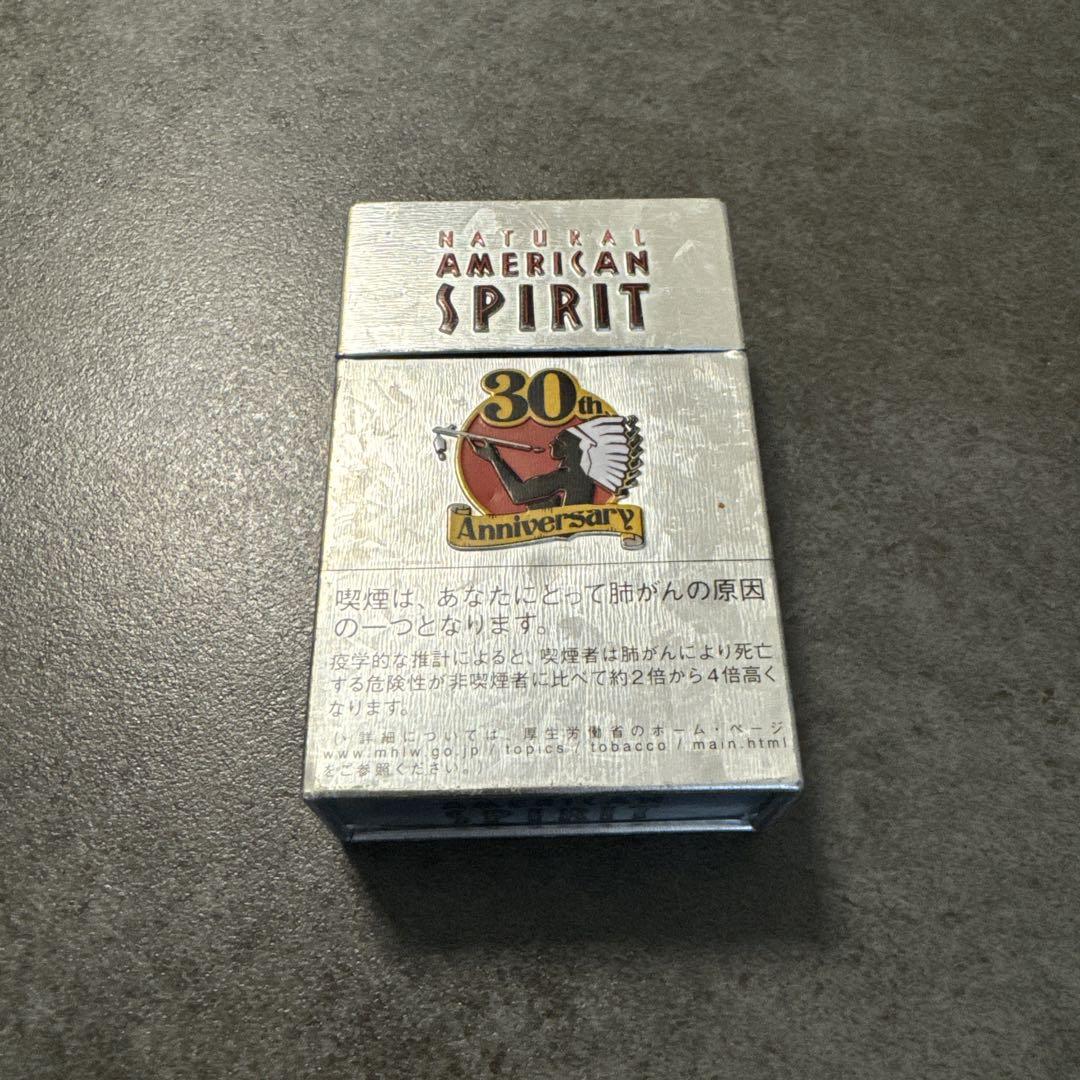 NATURAL
AMERICAN
SPIRIT
30th
Anniversary
喫煙は、あなたにとって肺がんの原因
の一つとなります。
疫学的な推計によると、喫煙者は肺がんにより死亡
する危険性が非喫煙者に比べて約2倍から4倍高く
なります。
(詳細については、厚生労働省のホーム・ページ
www.mhlw.go.jp/topics/tobacco/main.html
をご参照ください。)
SPIRIT